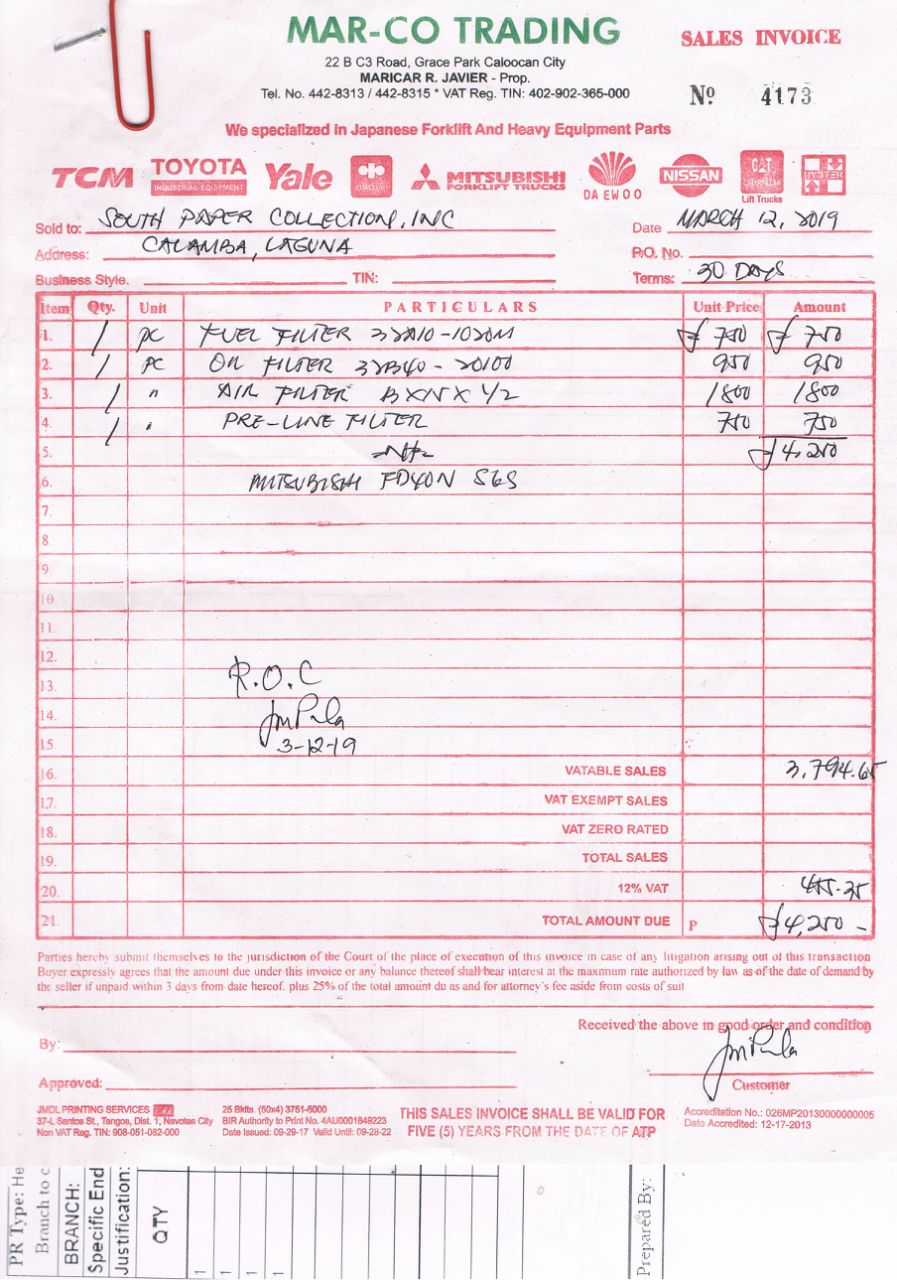 MAR-CO TRADING
SALES INVOICE
22 B C3 Road, Grace Park Caloocan City
MARICAR R. JAVIER - Prop.
Tel. No. 442-8313 / 442-8315 * VAT Reg. TIN: 402-902-365-000
Nº 4173
We specialized in Japanese Forklift And Heavy Equipment Parts
TCM TOYOTA INDUSTRIAL EQUIPMENT Yale MITSUBISHI FORKLIFT TRUCKS DAEWOO NISSAN CAT Lift Trucks HYSTER
Sold to: SOUTH PAPER COLLECTION, INC Date MARCH 12, 2019
Address: CALAMBA, LAGUNA P.O. No.
Business Style. TIN: Terms: 30 DAYS
Item Qty. Unit PARTICULARS Unit Price Amount
1. 1 pc FUEL FILTER 32A10-1020M ₱ 750 ₱ 750
2. 1 PC OIL FILTER 32B40-20100 950 950
3. 1 " AIR FILTER 13X15X 1/2 1800 1800
4. 1 " PRE-LINE FILTER 750 750
5. ₱4,250
6. MITSUBISHI FD40N S6S
7.
8.
9
10
11.
12.
13. R.O.C
14.
15 3-12-19
16. VATABLE SALES 3,794.65
17. VAT EXEMPT SALES
18. VAT ZERO RATED
19. TOTAL SALES
20. 12% VAT 455.35
21. TOTAL AMOUNT DUE P ₱4,250 -
Parties hereby submit themselves to the jurisdiction of the Court of the place of execution of this invoice in case of any litigation arising out of this transaction
Buyer expressly agrees that the amount due under this invoice or any balance thereof shall bear interest at the maximum rate authorized by law as of the date of demand by
the seller if unpaid within 3 days from date hereof. plus 25% of the total amount du as and for attorney's fee aside from costs of suit
Received the above in good order and condition
By:
Approved:
Customer
JMDL PRINTING SERVICES
37-L Santos St., Tangos, Dist. 1, Navotas City
Non VAT Reg. TIN: 908-051-082-000
25 Bklts. (50x4) 3751-5000
BIR Authority to Print No. 4AU0001849223
Date Issued: 09-29-17 Valid Until: 09-28-22
THIS SALES INVOICE SHALL BE VALID FOR
FIVE (5) YEARS FROM THE DATE OF ATP
Accreditation No.: 026MP20130000000005
Date Accredited: 12-17-2013
PR Type: He
Branch to c
BRANCH:
Specific End
Justification:
QTY
1
1
1
1
Prepared By: